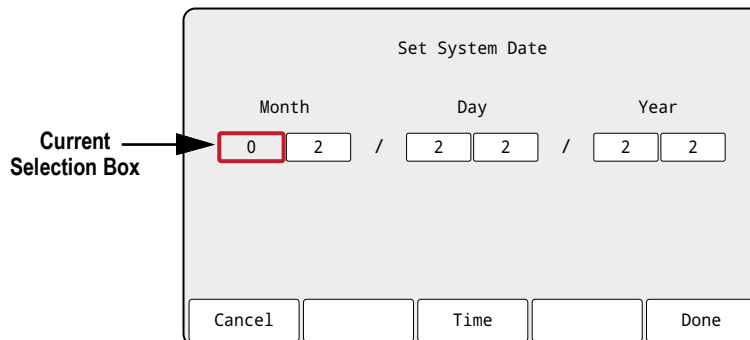 Set System Date
Month Day Year
Current
Selection Box
0 2 / 2 2 / 2 2
Cancel Time Done